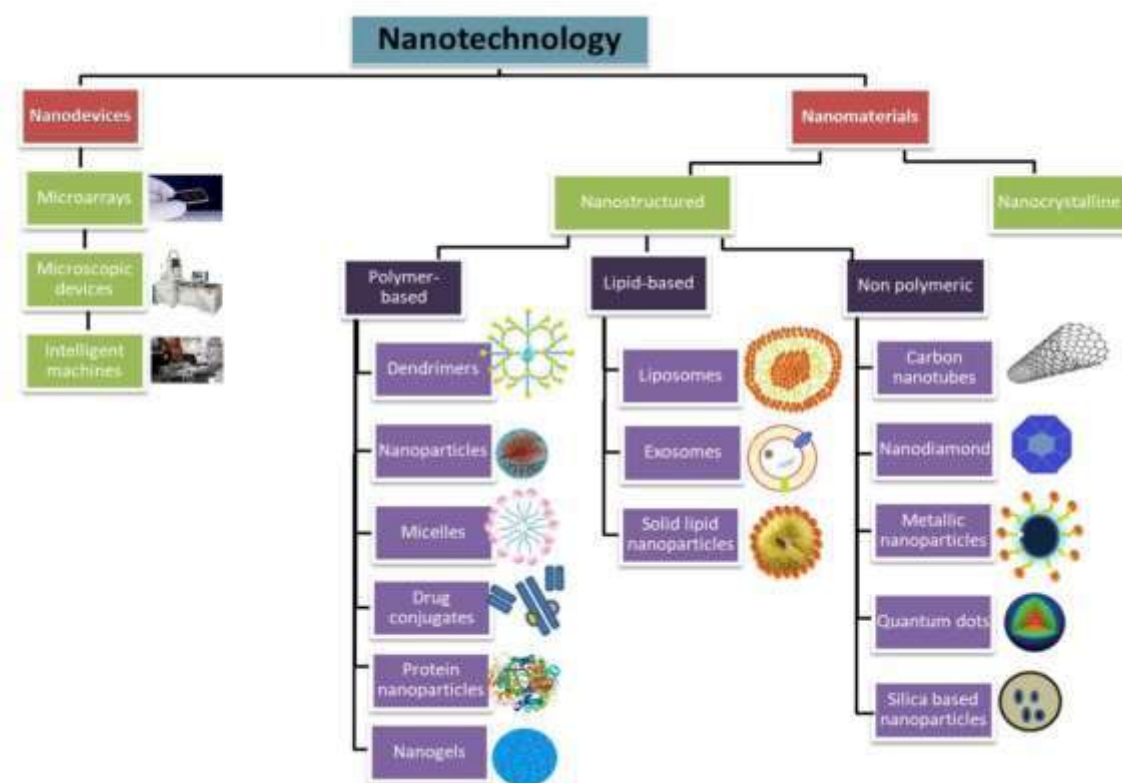 Nanotechnology
Nanodevices
Nanomaterials
Microarrays
Nanostructured
Nanocrystalline
Microscopic
devices
Polymer-
based
Lipid-based
Non polymeric
Intelligent
machines
Dendrimers
Liposomes
Carbon
nanotubes
Nanoparticles
Exosomes
Nanodiamond
Micelles
Solid lipid
nanoparticles
Metallic
nanoparticles
Drug
conjugates
Quantum dots
Protein
nanoparticles
Silica based
nanoparticles
Nanogels